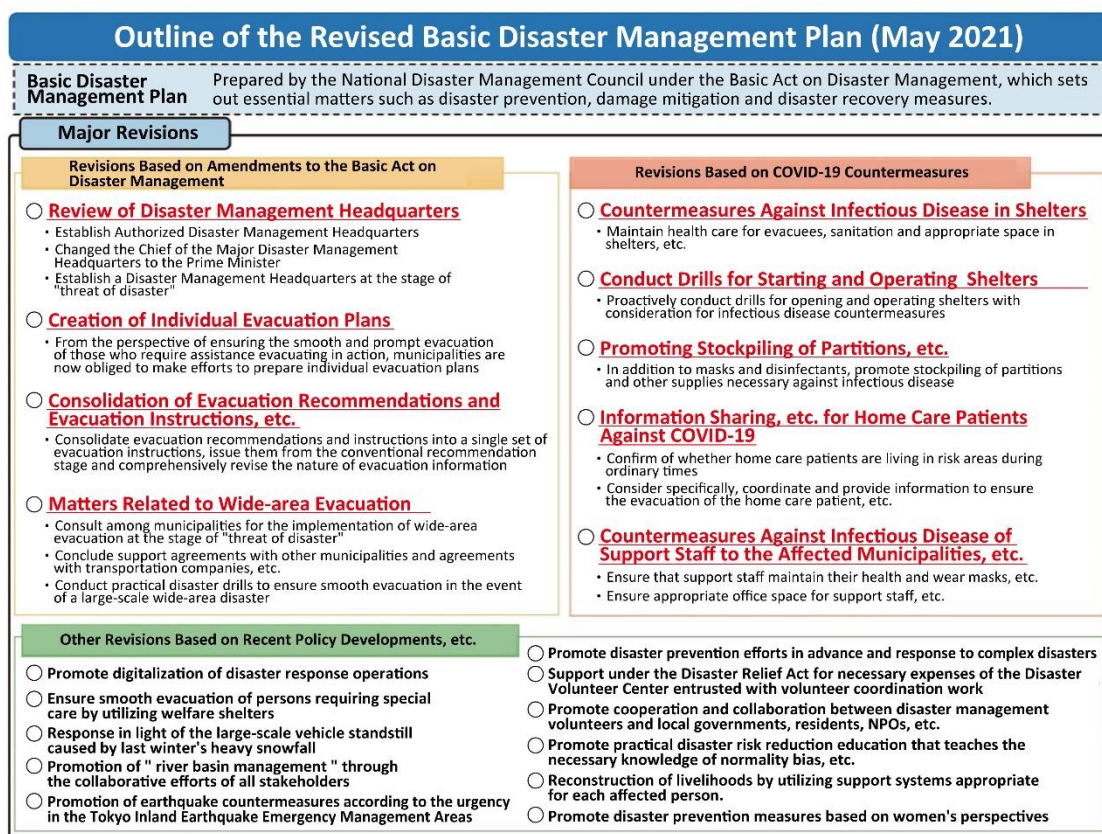 Outline of the Revised Basic Disaster Management Plan (May 2021)
Basic Disaster
Management Plan
Prepared by the National Disaster Management Council under the Basic Act on Disaster Management, which sets
out essential matters such as disaster prevention, damage mitigation and disaster recovery measures.
Major Revisions
Revisions Based on Amendments to the Basic Act on
Disaster Management
○ Review of Disaster Management Headquarters
・Establish Authorized Disaster Management Headquarters
・Changed the Chief of the Major Disaster Management
Headquarters to the Prime Minister
・Establish a Disaster Management Headquarters at the stage of
"threat of disaster"
○ Creation of Individual Evacuation Plans
・From the perspective of ensuring the smooth and prompt evacuation
of those who require assistance evacuating in action, municipalities are
now obliged to make efforts to prepare individual evacuation plans
○ Consolidation of Evacuation Recommendations and
Evacuation Instructions, etc.
・Consolidate evacuation recommendations and instructions into a single set of
evacuation instructions, issue them from the conventional recommendation
stage and comprehensively revise the nature of evacuation information
○ Matters Related to Wide-area Evacuation
・Consult among municipalities for the implementation of wide-area
evacuation at the stage of "threat of disaster"
・Conclude support agreements with other municipalities and agreements
with transportation companies, etc.
・Conduct practical disaster drills to ensure smooth evacuation in the event
of a large-scale wide-area disaster
Revisions Based on COVID-19 Countermeasures
○ Countermeasures Against Infectious Disease in Shelters
・Maintain health care for evacuees, sanitation and appropriate space in
shelters, etc.
○ Conduct Drills for Starting and Operating Shelters
・Proactively conduct drills for opening and operating shelters with
consideration for infectious disease countermeasures
○ Promoting Stockpiling of Partitions, etc.
・In addition to masks and disinfectants, promote stockpiling of partitions
and other supplies necessary against infectious disease
○ Information Sharing, etc. for Home Care Patients
Against COVID-19
・Confirm of whether home care patients are living in risk areas during
ordinary times
・Consider specifically, coordinate and provide information to ensure
the evacuation of the home care patient, etc.
○ Countermeasures Against Infectious Disease of
Support Staff to the Affected Municipalities, etc.
・Ensure that support staff maintain their health and wear masks, etc.
・Ensure appropriate office space for support staff, etc.
Other Revisions Based on Recent Policy Developments, etc.
○ Promote digitalization of disaster response operations
○ Ensure smooth evacuation of persons requiring special
care by utilizing welfare shelters
○ Response in light of the large-scale vehicle standstill
caused by last winter's heavy snowfall
○ Promotion of " river basin management " through
the collaborative efforts of all stakeholders
○ Promotion of earthquake countermeasures according to the urgency
in the Tokyo Inland Earthquake Emergency Management Areas
○ Promote disaster prevention efforts in advance and response to complex disasters
○ Support under the Disaster Relief Act for necessary expenses of the Disaster
Volunteer Center entrusted with volunteer coordination work
○ Promote cooperation and collaboration between disaster management
volunteers and local governments, residents, NPOs, etc.
○ Promote practical disaster risk reduction education that teaches the
necessary knowledge of normality bias, etc.
○ Reconstruction of livelihoods by utilizing support systems appropriate
for each affected person.
○ Promote disaster prevention measures based on women's perspectives